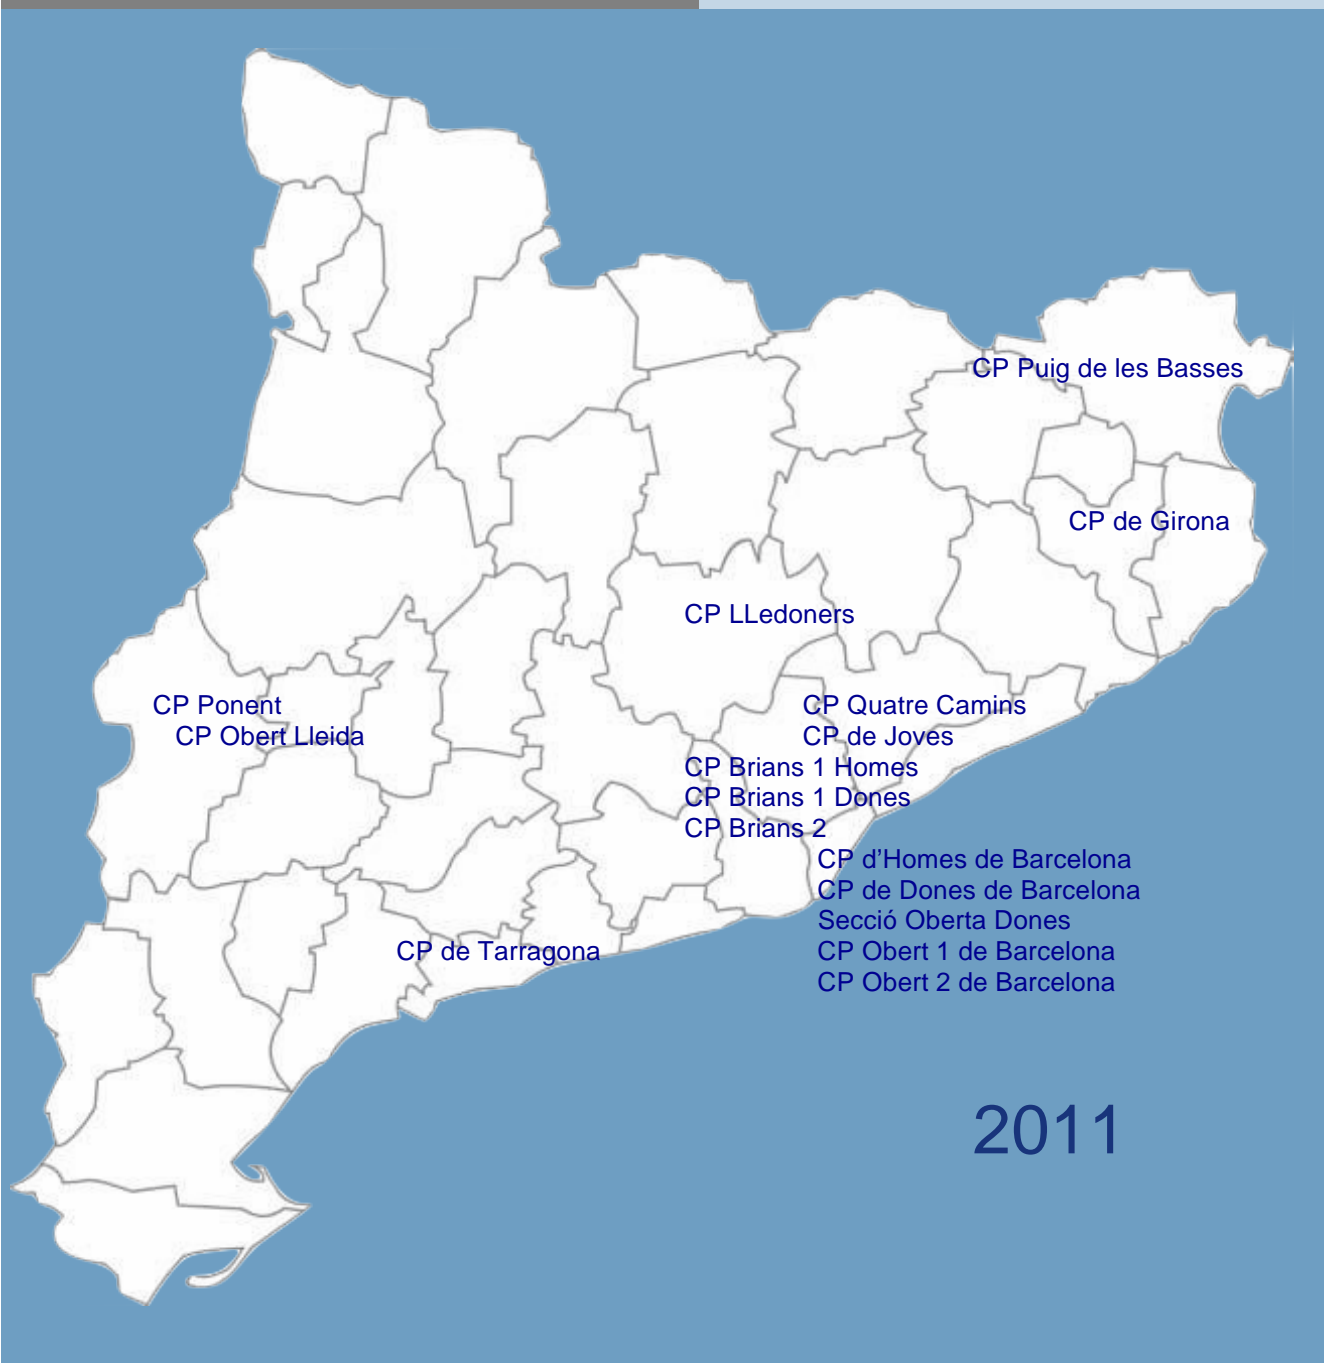 CP Puig de les Basses
CP de Girona
CP LLedoners
CP Ponent
CP Obert Lleida
CP Quatre Camins
CP de Joves
CP Brians 1 Homes
CP Brians 1 Dones
CP Brians 2
CP d’Homes de Barcelona
CP de Dones de Barcelona
Secció Oberta Dones
CP Obert 1 de Barcelona
CP Obert 2 de Barcelona
CP de Tarragona
2011